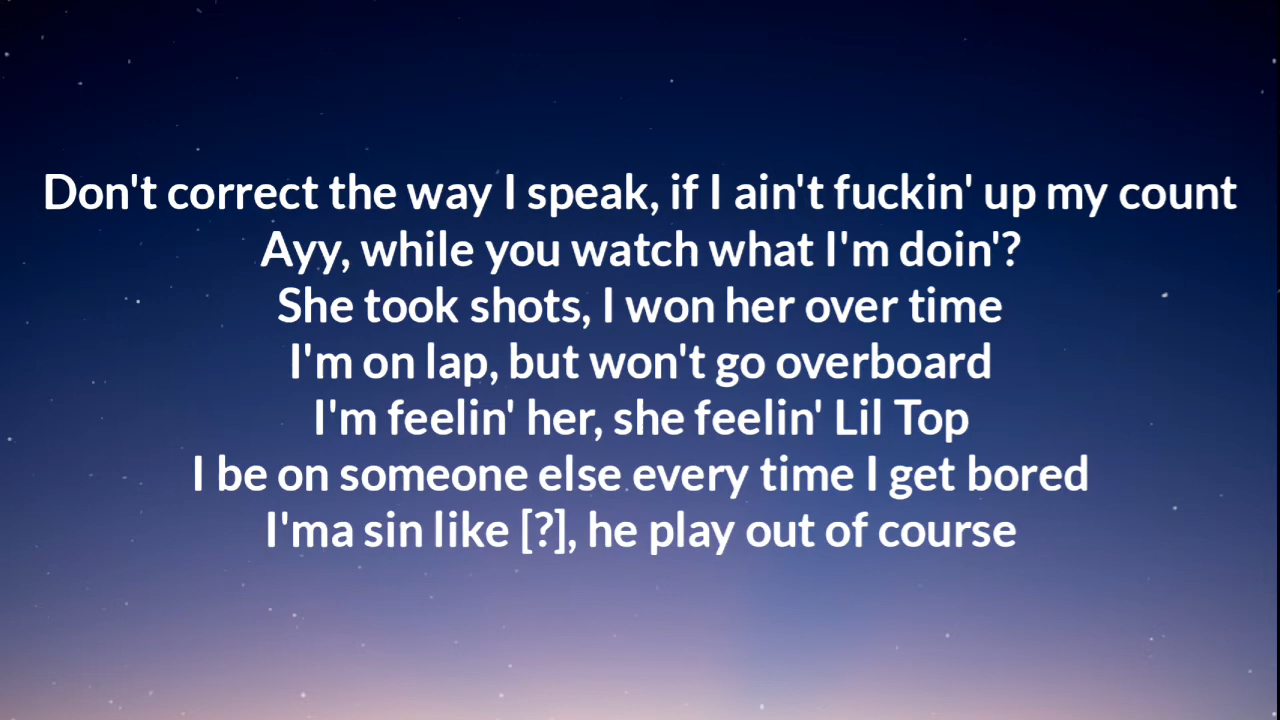 Don't correct the way I speak, if I ain't fuckin' up my count
Ayy, while you watch what I'm doin'?
She took shots, I won her over time
I'm on lap, but won't go overboard
I'm feelin' her, she feelin' Lil Top
I be on someone else every time I get bored
I'ma sin like [?], he play out of course